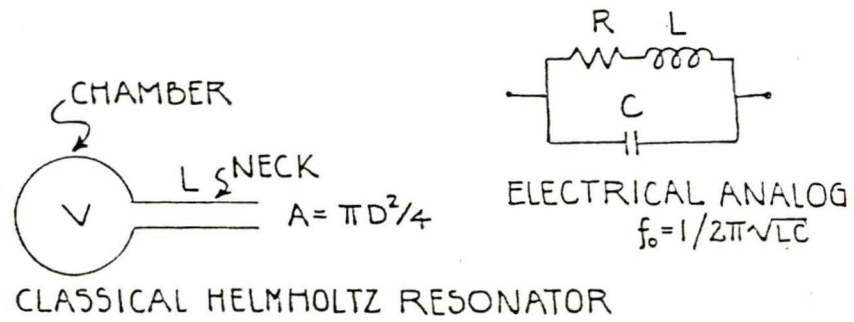 CHAMBER
V
L NECK
A = πD²/4
CLASSICAL HELMHOLTZ RESONATOR
R L
C
ELECTRICAL ANALOG
f₀=1/2π√LC